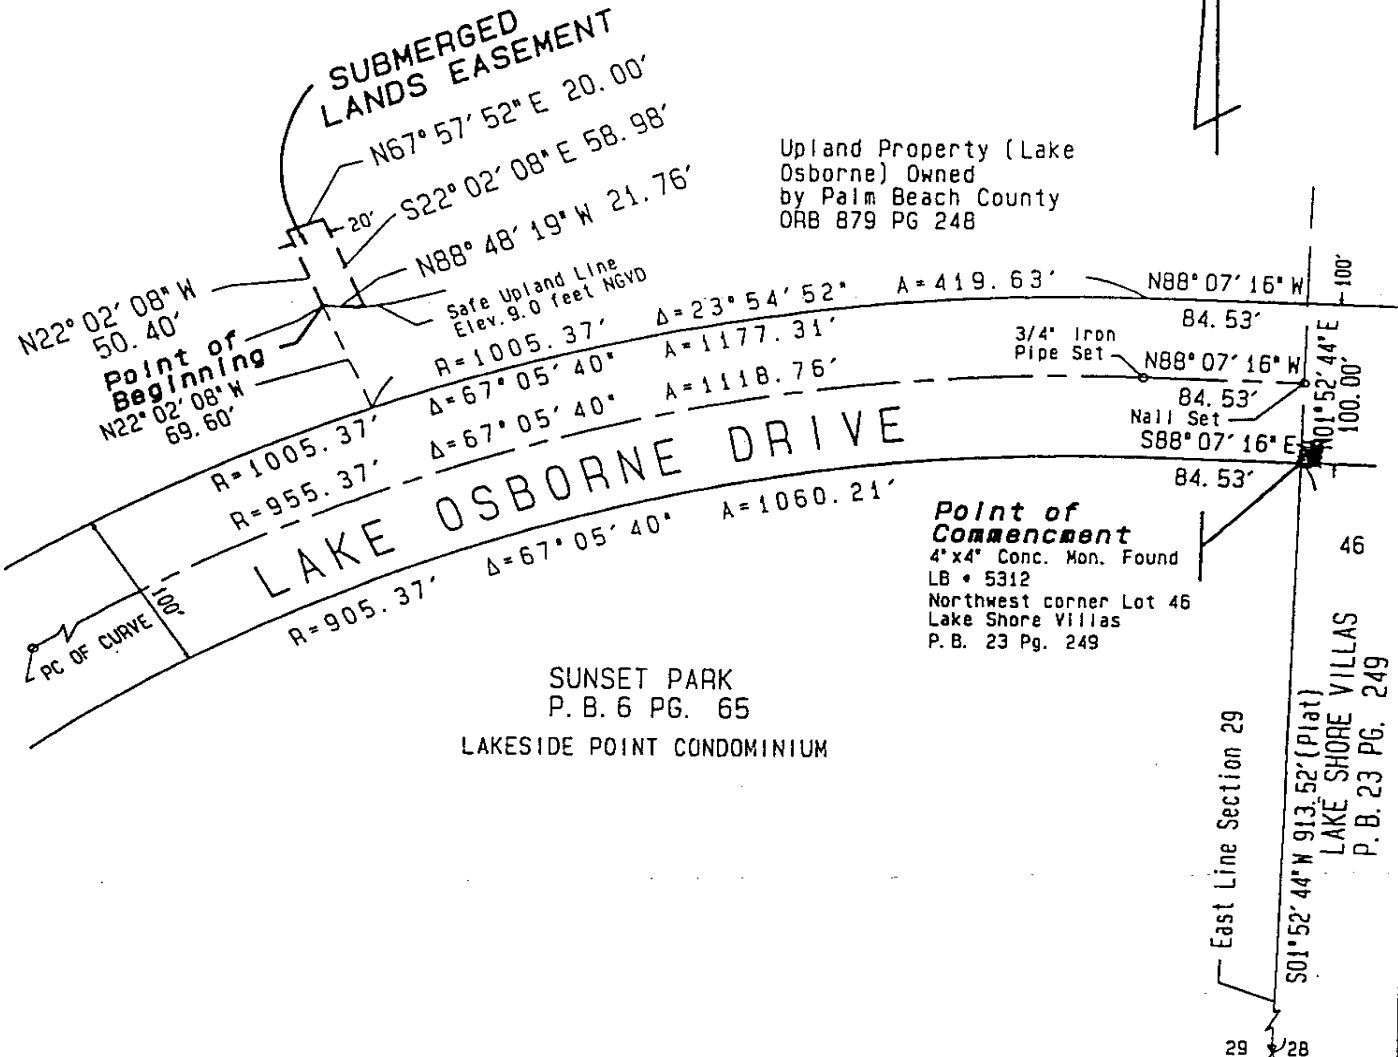 SUBMERGED
LANDS EASEMENT
N67° 57′ 52" E 20.00′
S22° 02′ 08" E 58.98′
20′
N88° 48′ 19" W 21.76′
Safe Upland Line
Elev. 9.0 feet NGVD
N22° 02′ 08" W
50.40′
Point of
Beginning
N22° 02′ 08" W
69.60′
Upland Property (Lake
Osborne) Owned
by Palm Beach County
ORB 879 PG 248
R=1005.37′ Δ=23° 54′ 52" A=419.63′
N88° 07′ 16" W
84.53′
100′
R=1005.37′ Δ=67° 05′ 40" A=1177.31′
3/4" Iron
Pipe Set
N88° 07′ 16" W
84.53′
Nail Set
N01° 52′ 44" E
100.00′
R=955.37′ Δ=67° 05′ 40" A=1118.76′
S88° 07′ 16" E
84.53′
LAKE OSBORNE DRIVE
R=905.37′ Δ=67° 05′ 40" A=1060.21′
100′
PC OF CURVE
Point of
Commencment
4"x4" Conc. Mon. Found
LB • 5312
Northwest corner Lot 46
Lake Shore Villas
P.B. 23 Pg. 249
46
SUNSET PARK
P.B. 6 PG. 65
LAKESIDE POINT CONDOMINIUM
East Line Section 29
S01° 52′ 44" W 913.52′ (Plat)
LAKE SHORE VILLAS
P.B. 23 PG. 249
29 28